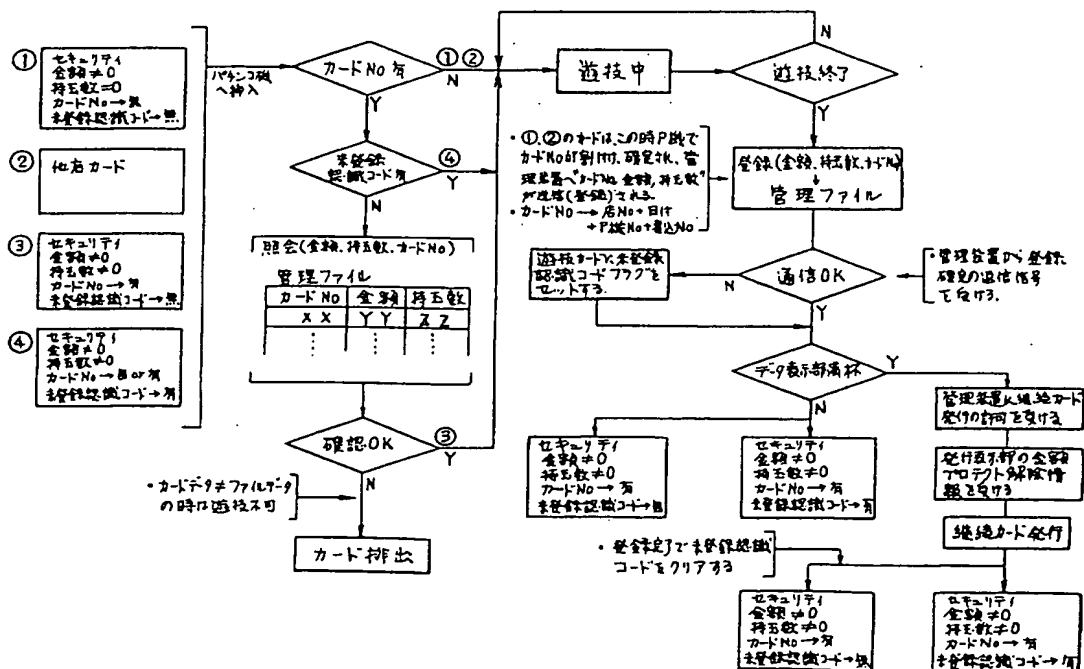 ①
セキュリティ
金額≠0
持玉数=0
カードNo→無
未登録認識コード→無
②
他店カード
③
セキュリティ
金額≠0
持玉数≠0
カードNo→有
未登録認識コード→無
④
セキュリティ
金額≠0
持玉数≠0
カードNo→無 or 有
未登録認識コード→有
パチンコ機
へ挿入
カードNo有
① ②
N
Y
未登録
認識コード有
④
Y
N
照会(金額、持玉数、カードNo)
管理ファイル
カードNo 金額 持玉数
XX YY ZZ
確認OK
③
Y
N
・カードデータ≠ファイルデータ
の時は遊技不可
カード排出
遊技中
遊技終了
N
Y
・①,②のカードは、この時P機で
カードNoが割付け、確定され、管
理装置へ"カードNo, 金額, 持玉数"
が送信(登録)される。
・カードNo → 店No+日付
+P機No+書込No
登録(金額、持玉数、カードNo)
↓
管理ファイル
通信OK
N
Y
・管理装置から登録
確定の返信信号
を受ける。
遊技カードに未登録
認識コードフラグを
セットする。
データ表示部満杯
Y
N
セキュリティ
金額≠0
持玉数≠0
カードNo→有
未登録認識コード→無
セキュリティ
金額≠0
持玉数≠0
カードNo→有
未登録認識コード→有
管理装置に継続カード
発行の許可を受ける
発行表示部の金額
プロテクト解除情
報を受ける
継続カード発行
・登録完了で未登録認識
コードをクリアする
セキュリティ
金額≠0
持玉数≠0
カードNo→有
未登録認識コード→無
セキュリティ
金額≠0
持玉数≠0
カードNo→有
未登録認識コード→有